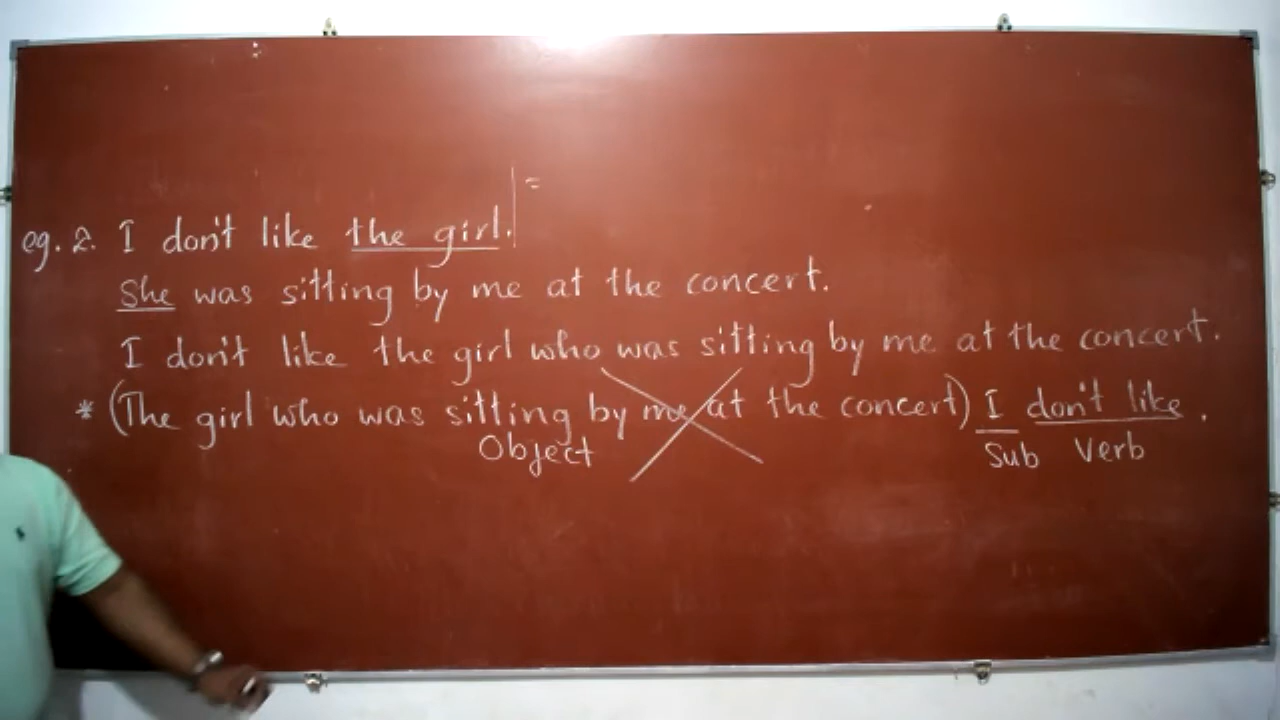 eg. 2. I don't like the girl. =
She was sitting by me at the concert.
I don't like the girl who was sitting by me at the concert.
* (The girl who was sitting by me at the concert) I don't like.
Object Sub Verb